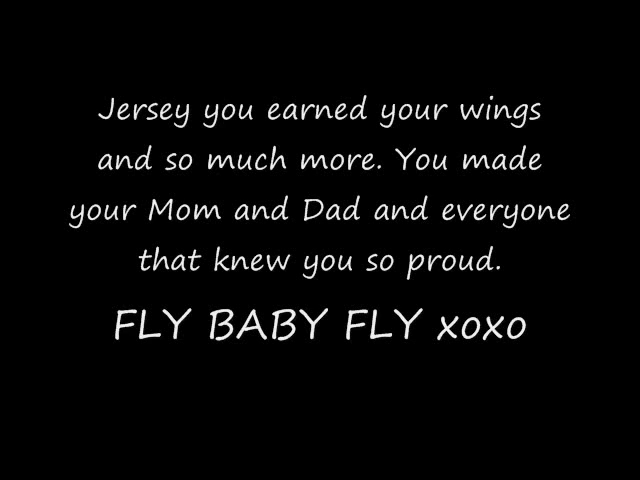 Jersey you earned your wings
and so much more. You made
your Mom and Dad and everyone
that knew you so proud.
FLY BABY FLY xoxo